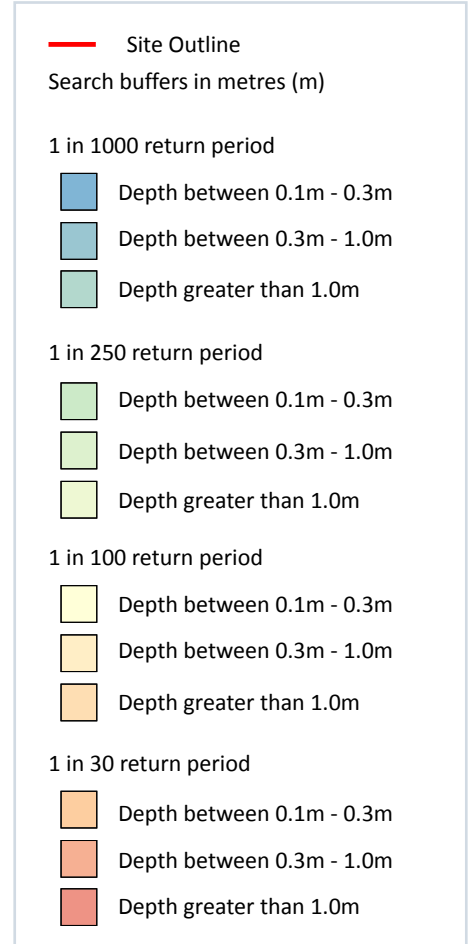 Site Outline
Search buffers in metres (m)
1 in 1000 return period
Depth between 0.1m - 0.3m
Depth between 0.3m - 1.0m
Depth greater than 1.0m
1 in 250 return period
Depth between 0.1m - 0.3m
Depth between 0.3m - 1.0m
Depth greater than 1.0m
1 in 100 return period
Depth between 0.1m - 0.3m
Depth between 0.3m - 1.0m
Depth greater than 1.0m
1 in 30 return period
Depth between 0.1m - 0.3m
Depth between 0.3m - 1.0m
Depth greater than 1.0m